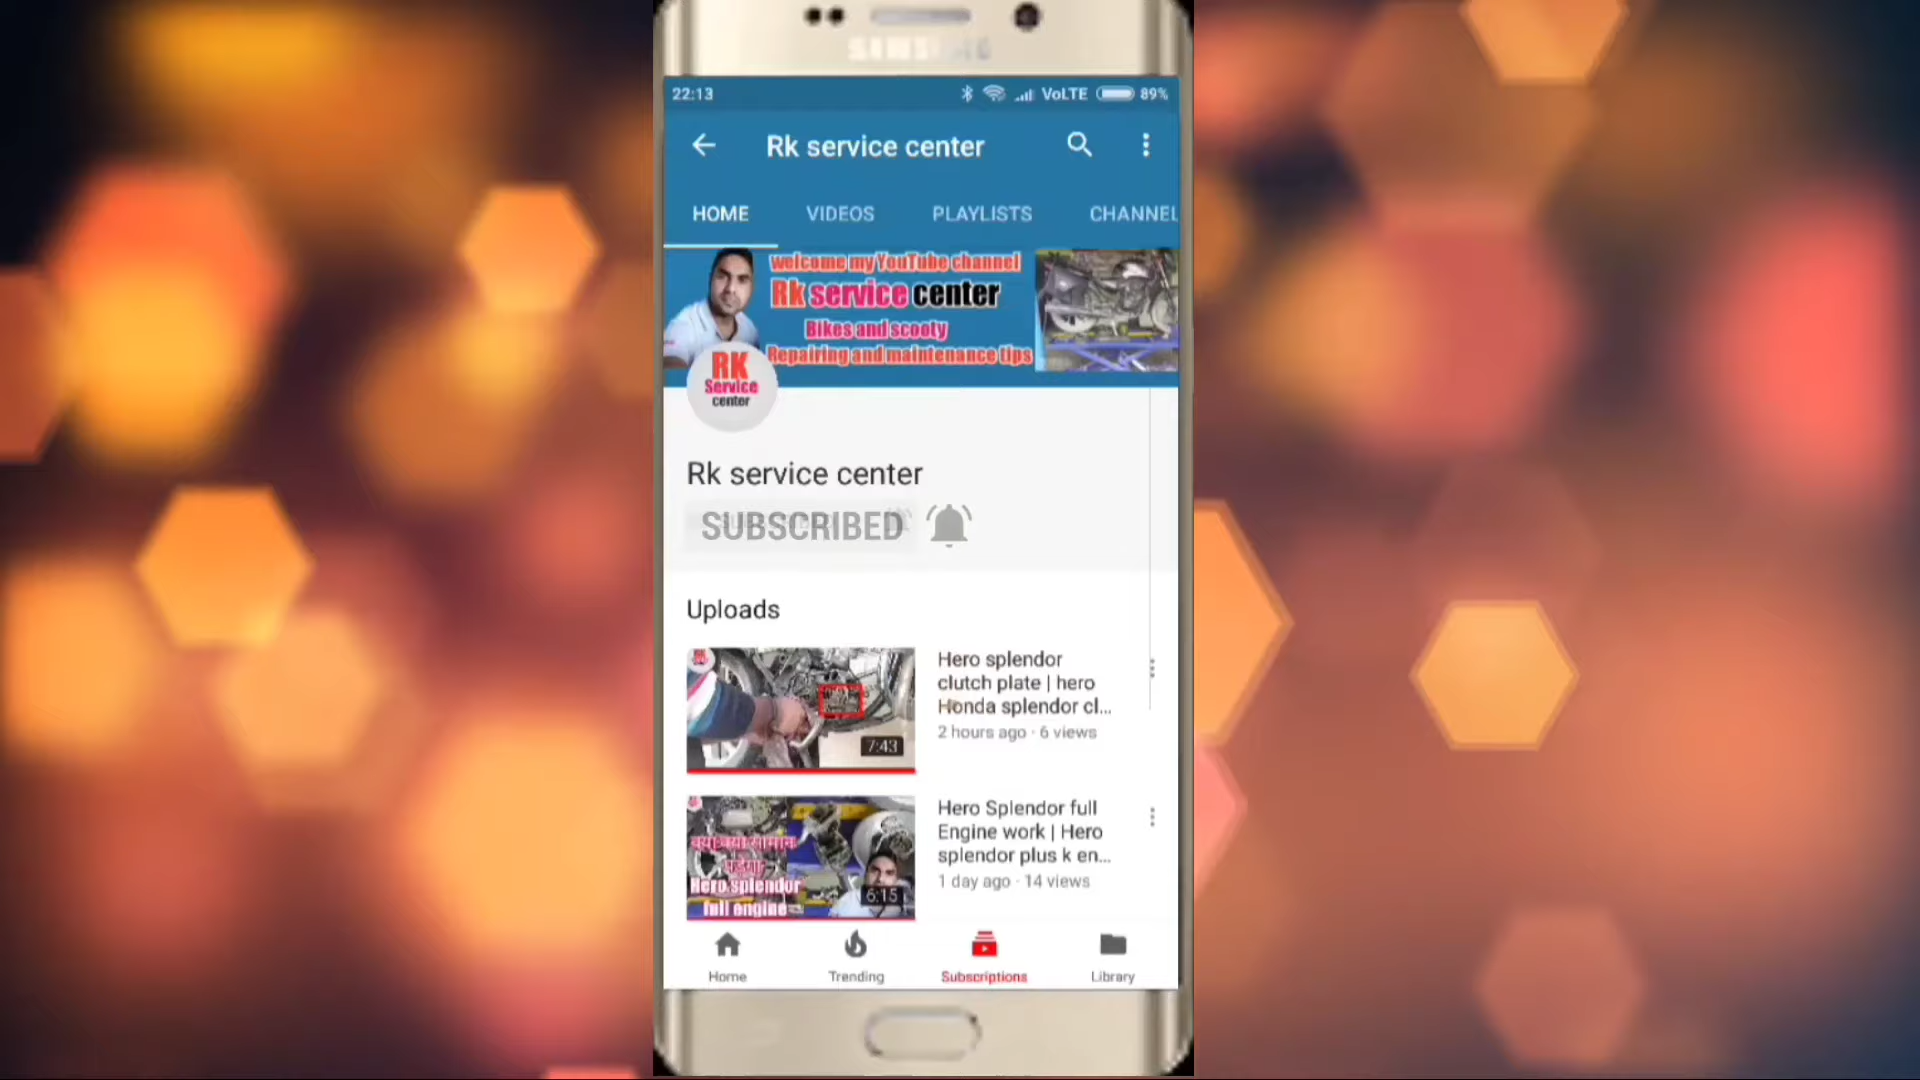 SAMSUNG
22:13
VoLTE 89%
Rk service center
HOME VIDEOS PLAYLISTS CHANNEL
welcome my YouTube channel
Rk service center
Bikes and scooty
Repairing and maintenance tips
RK
Service
center
Rk service center
SUBSCRIBED
Uploads
Hero splendor
clutch plate | hero
Honda splendor cl...
2 hours ago · 6 views
7:43
Hero Splendor full
Engine work | Hero
splendor plus k en...
1 day ago · 14 views
क्या क्या सामान
पड़ेगा
Hero splendor
full engine
6:15
Home Trending Subscriptions Library